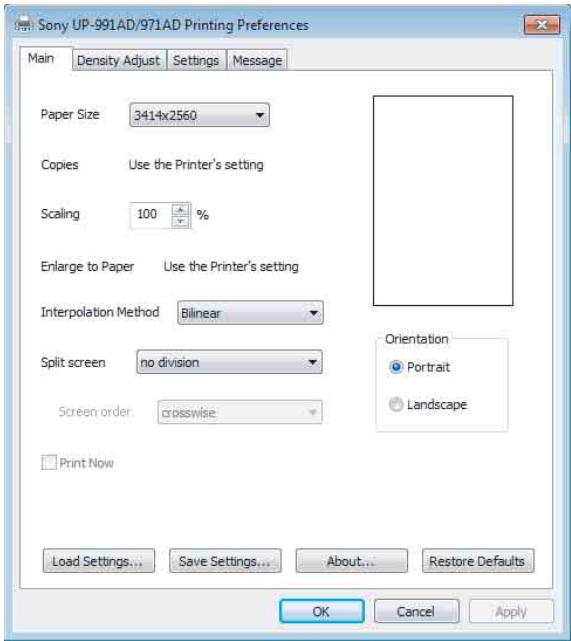 Sony UP-991AD/971AD Printing Preferences
Main Density Adjust Settings Message
Paper Size 3414x2560
Copies Use the Printer's setting
Scaling 100 %
Enlarge to Paper Use the Printer's setting
Interpolation Method Bilinear
Orientation
Split screen no division
Portrait
Screen order crosswise
Landscape
Print Now
Load Settings... Save Settings... About... Restore Defaults
OK Cancel Apply